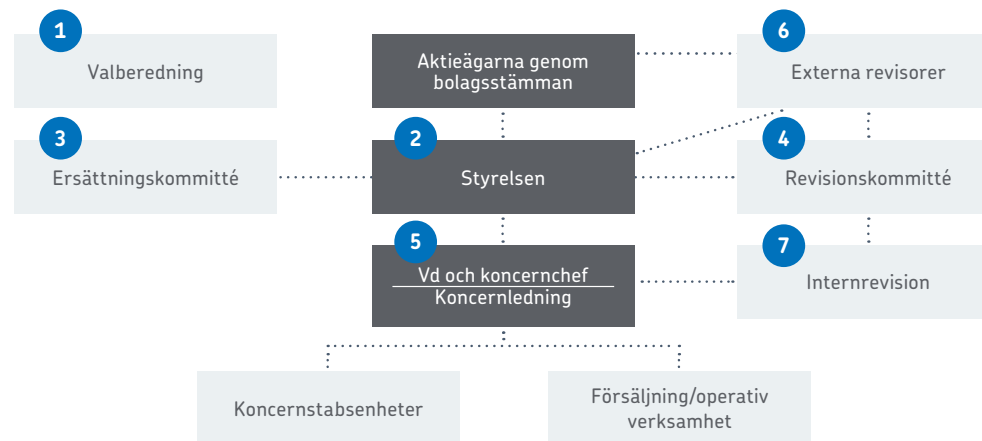 1
Valberedning
Aktieägarna genom
bolagsstämman
6
Externa revisorer
3
Ersättningskommitté
2
Styrelsen
4
Revisionskommitté
5
Vd och koncernchef
Koncernledning
7
Internrevision
Koncernstabsenheter
Försäljning/operativ
verksamhet